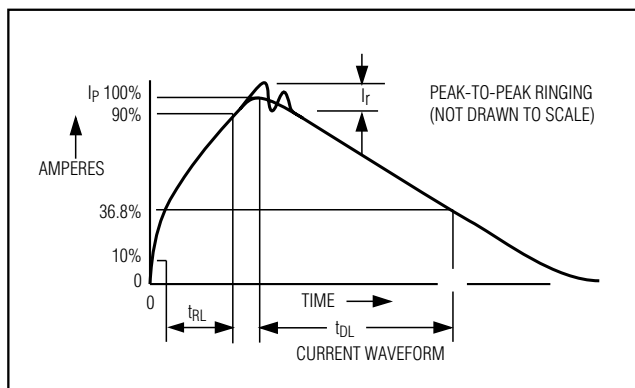 IP 100%
90%
AMPERES
36.8%
10%
0
0
tRL
TIME
tDL
CURRENT WAVEFORM
Ir
PEAK-TO-PEAK RINGING
(NOT DRAWN TO SCALE)